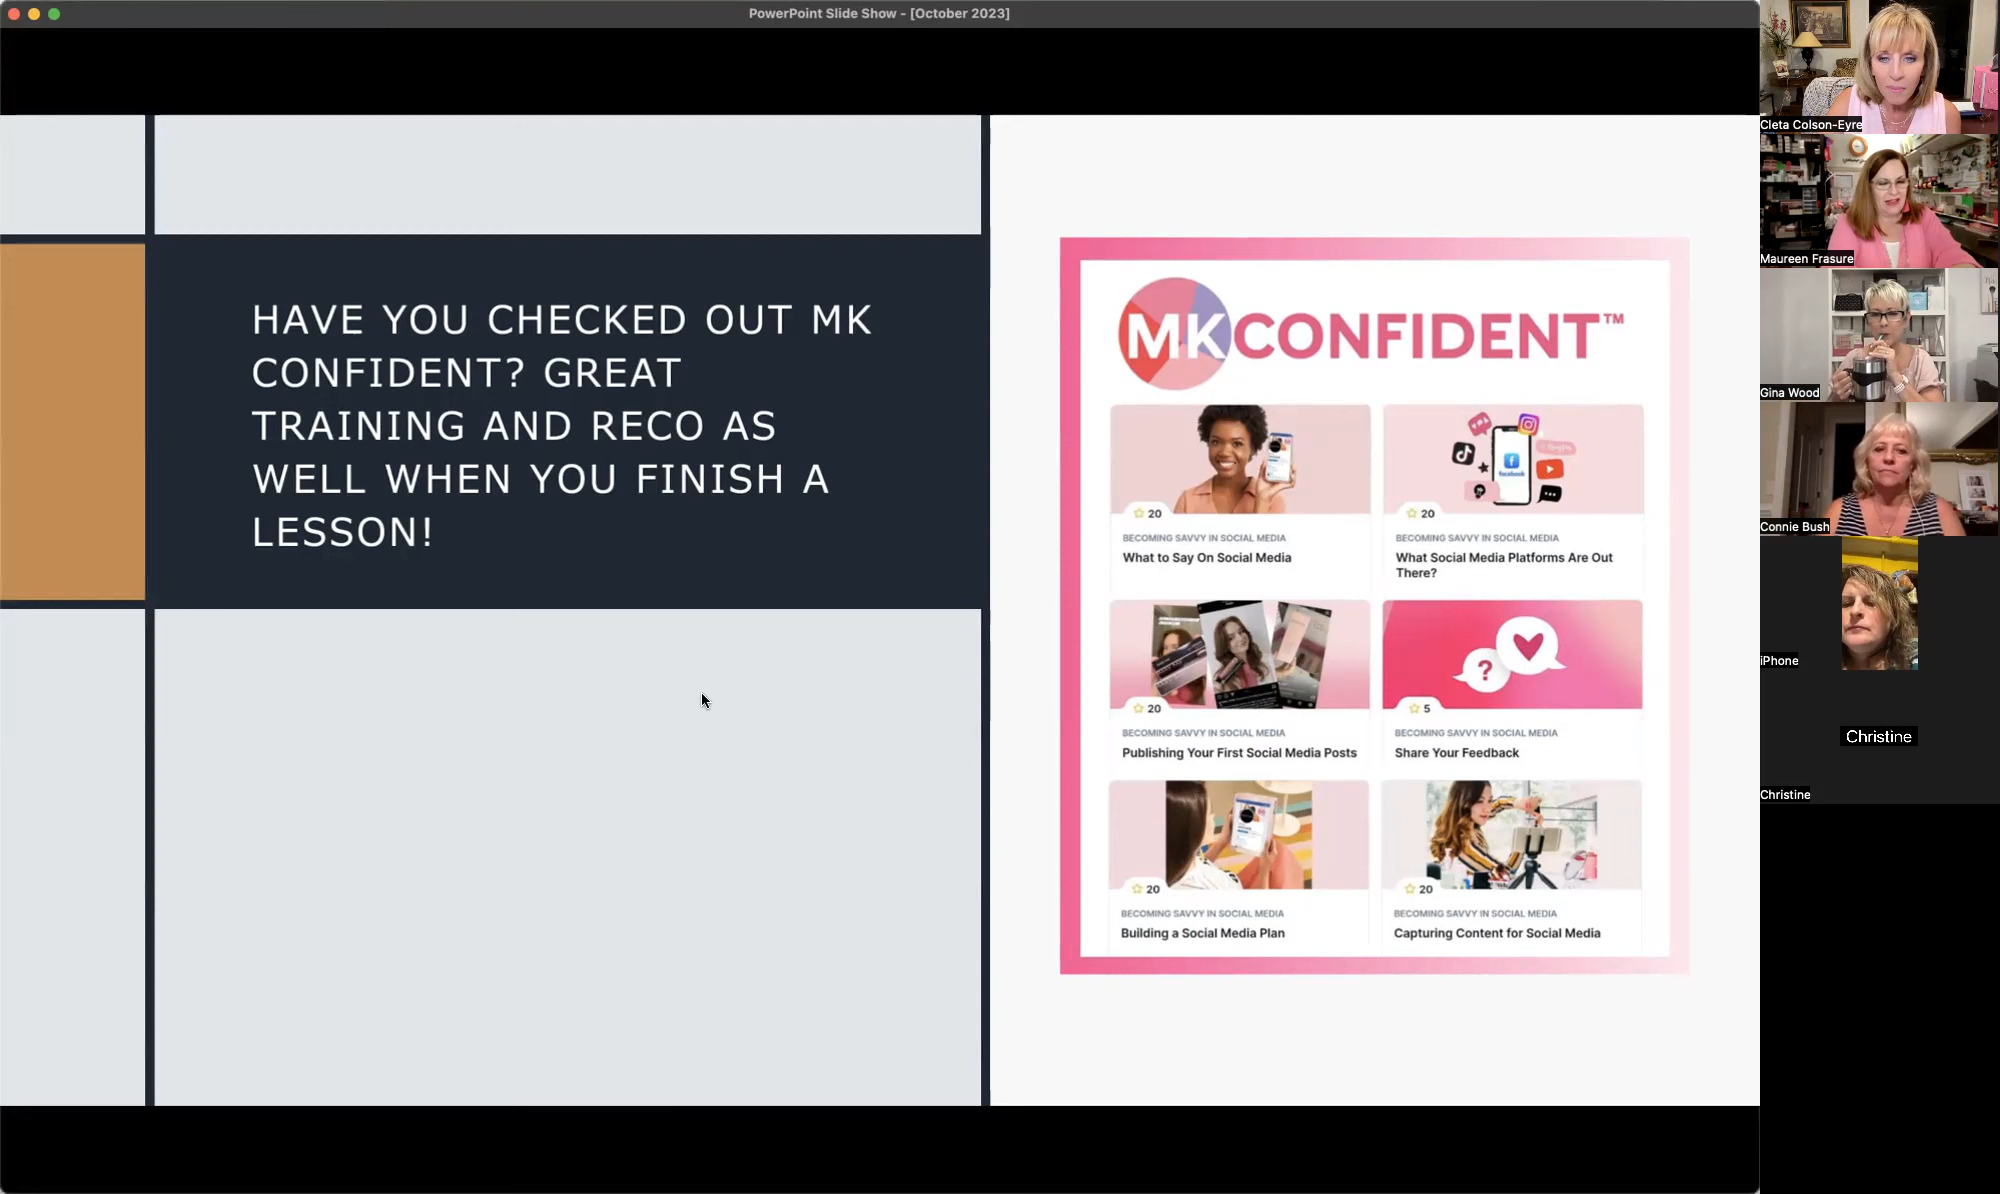 PowerPoint Slide Show - [October 2023]
HAVE YOU CHECKED OUT MK
CONFIDENT? GREAT
TRAINING AND RECO AS
WELL WHEN YOU FINISH A
LESSON!
MKCONFIDENT™
20
BECOMING SAVVY IN SOCIAL MEDIA
What to Say On Social Media
facebook
20
BECOMING SAVVY IN SOCIAL MEDIA
What Social Media Platforms Are Out
There?
20
BECOMING SAVVY IN SOCIAL MEDIA
Publishing Your First Social Media Posts
?
5
BECOMING SAVVY IN SOCIAL MEDIA
Share Your Feedback
20
BECOMING SAVVY IN SOCIAL MEDIA
Building a Social Media Plan
20
BECOMING SAVVY IN SOCIAL MEDIA
Capturing Content for Social Media
Cleta Colson-Eyre
Maureen Frasure
Gina Wood
Connie Bush
iPhone
Christine
Christine